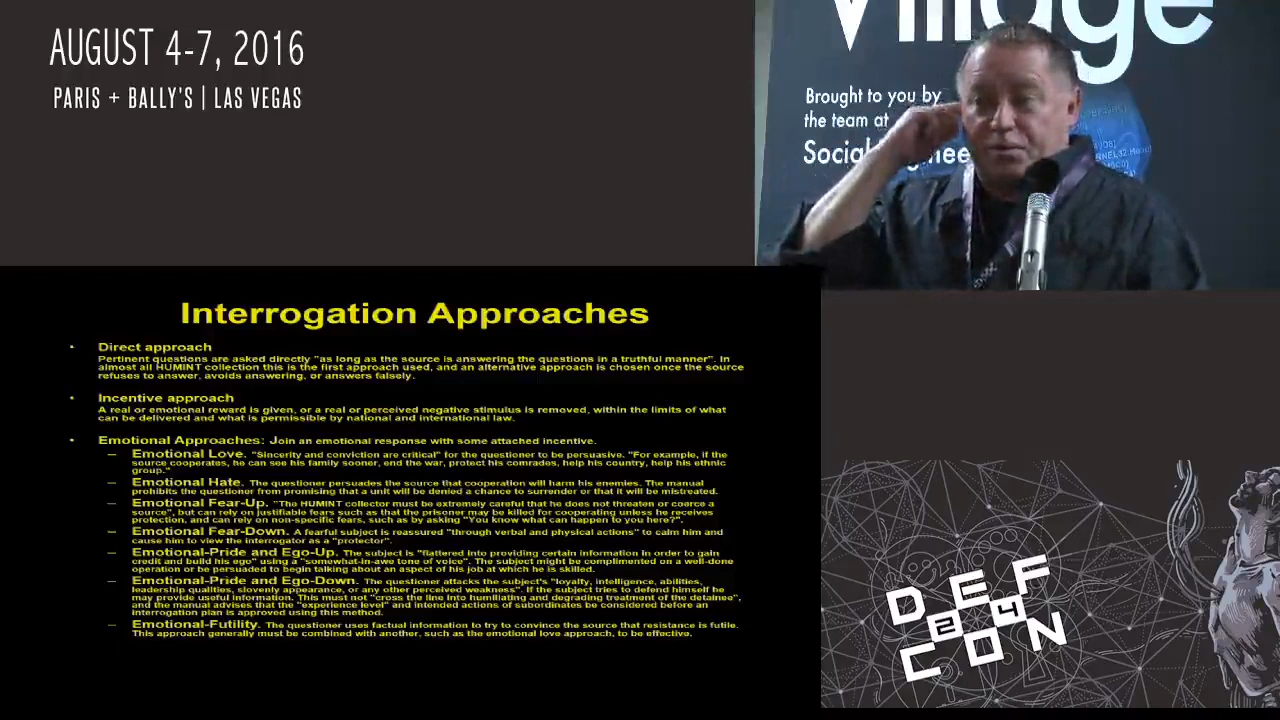 AUGUST 4-7, 2016
PARIS + BALLY'S | LAS VEGAS
Village
Brought to you by
the team at
Social
Interrogation Approaches
• Direct approach
Pertinent questions are asked directly "as long as the source is answering the questions in a truthful manner". In
almost all HUMINT collection this is the first approach used, and an alternative approach is chosen once the source
refuses to answer, avoids answering, or answers falsely.
• Incentive approach
A real or emotional reward is given, or a real or perceived negative stimulus is removed, within the limits of what
can be delivered and what is permissible by national and international law.
• Emotional Approaches: Join an emotional response with some attached incentive.
– Emotional Love. "Sincerity and conviction are critical" for the questioner to be persuasive. "For example, if the
source cooperates, he can see his family sooner, end the war, protect his comrades, help his country, help his ethnic
group."
– Emotional Hate. The questioner persuades the source that cooperation will harm his enemies. The manual
prohibits the questioner from promising that a unit will be denied a chance to surrender or that it will be mistreated.
– Emotional Fear-Up. "The HUMINT collector must be extremely careful that he does not threaten or coerce a
source", but can rely on justifiable fears such as that the prisoner may be killed for cooperating unless he receives
protection, and can rely on non-specific fears, such as by asking "You know what can happen to you here?".
– Emotional Fear-Down. A fearful subject is reassured "through verbal and physical actions" to calm him and
cause him to view the interrogator as a "protector".
– Emotional-Pride and Ego-Up. The subject is "flattered into providing certain information in order to gain
credit and build his ego" using a "somewhat-in-awe tone of voice". The subject might be complimented on a well-done
operation or be persuaded to begin talking about an aspect of his job at which he is skilled.
– Emotional-Pride and Ego-Down. The questioner attacks the subject's "loyalty, intelligence, abilities,
leadership qualities, slovenly appearance, or any other perceived weakness". If the subject tries to defend himself he
may provide useful information. This must not "cross the line into humiliating and degrading treatment of the detainee",
and the manual advises that the "experience level" and intended actions of subordinates be considered before an
interrogation plan is approved using this method.
– Emotional-Futility. The questioner uses factual information to try to convince the source that resistance is futile.
This approach generally must be combined with another, such as the emotional love approach, to be effective.
DEF
24
CON